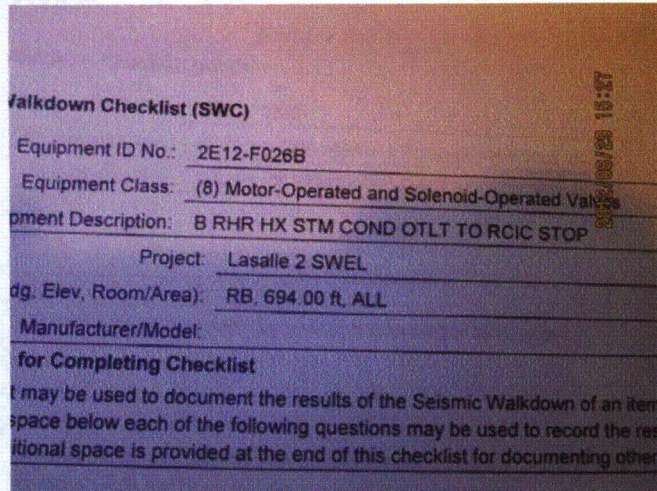 Walkdown Checklist (SWC)
Equipment ID No.: 2E12-F026B
Equipment Class: (8) Motor-Operated and Solenoid-Operated Valves
pment Description: B RHR HX STM COND OTLT TO RCIC STOP
Project: Lasalle 2 SWEL
dg, Elev, Room/Area): RB, 694.00 ft, ALL
Manufacturer/Model:
for Completing Checklist
t may be used to document the results of the Seismic Walkdown of an item
space below each of the following questions may be used to record the res
itional space is provided at the end of this checklist for documenting other
15:27